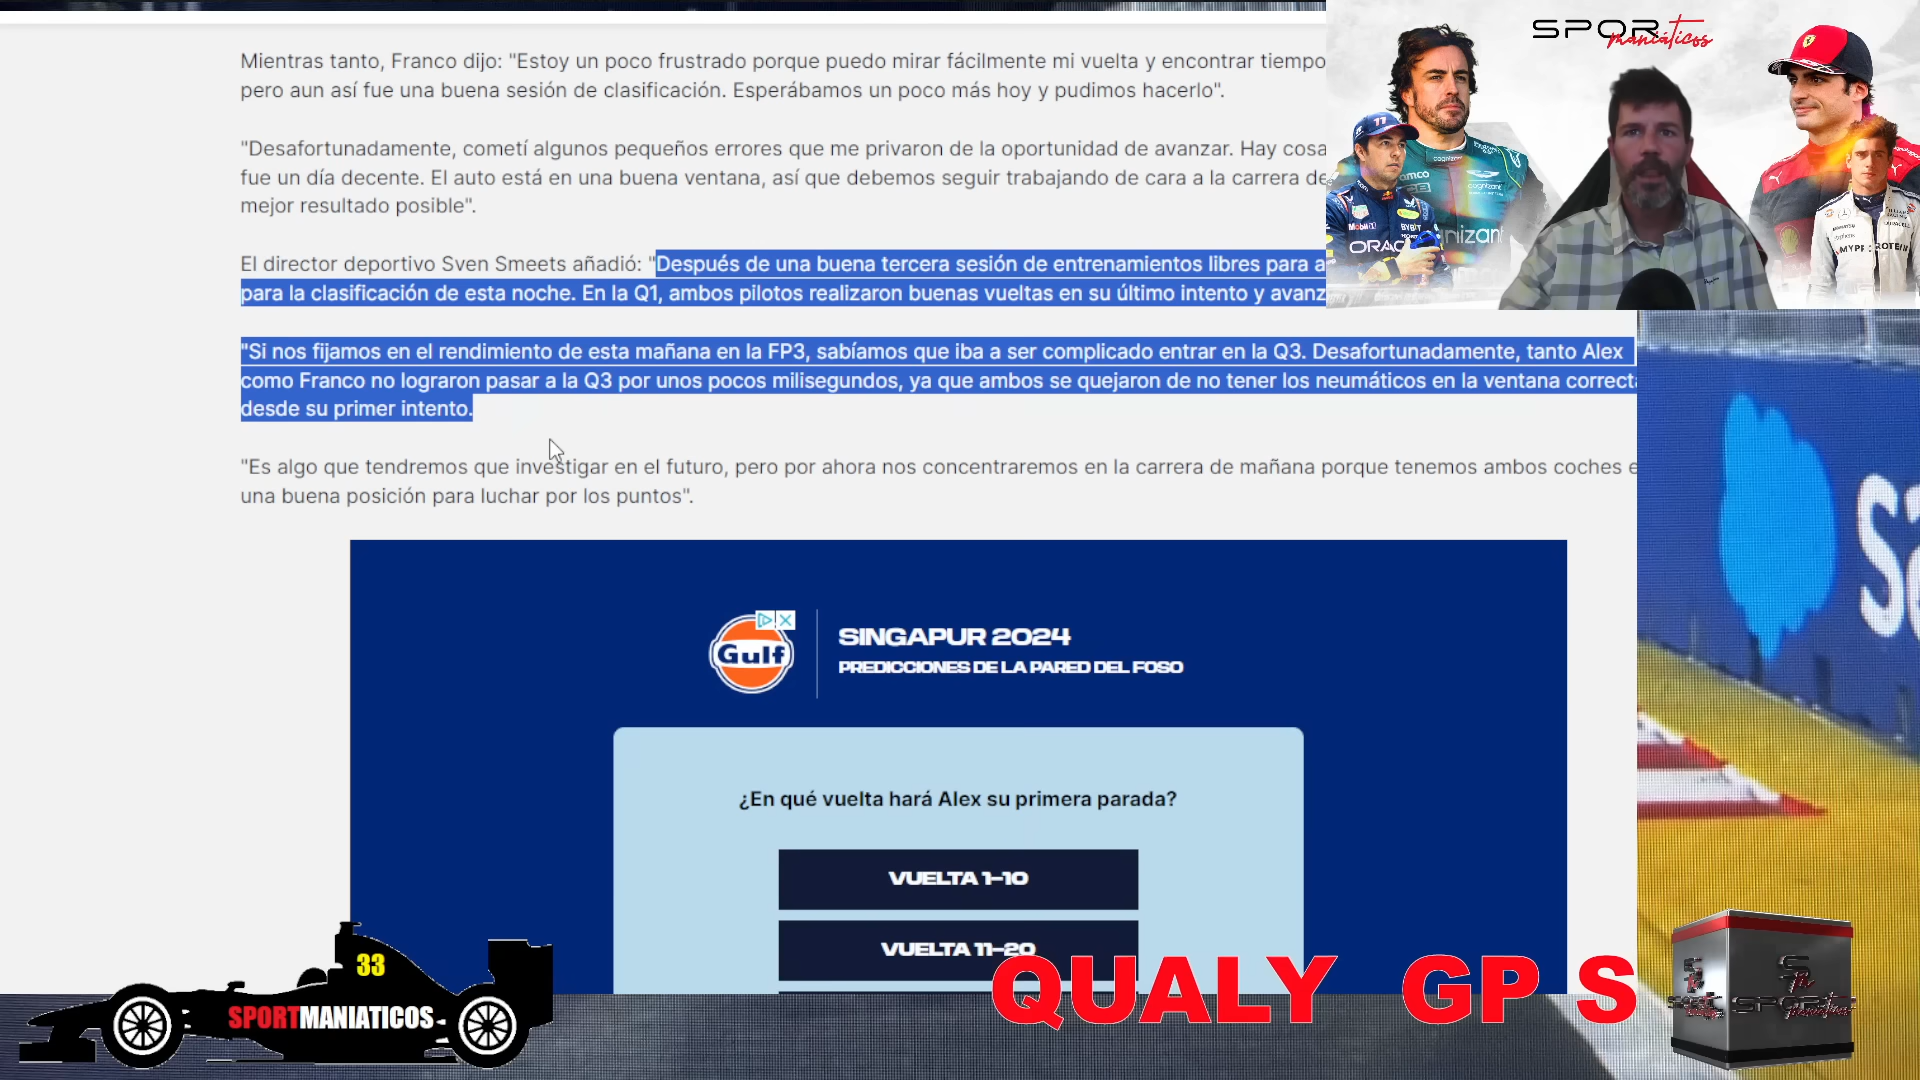 Mientras tanto, Franco dijo: "Estoy un poco frustrado porque puedo mirar fácilmente mi vuelta y encontrar tiempo
pero aun así fue una buena sesión de clasificación. Esperábamos un poco más hoy y pudimos hacerlo".
"Desafortunadamente, cometí algunos pequeños errores que me privaron de la oportunidad de avanzar. Hay cosa
fue un día decente. El auto está en una buena ventana, así que debemos seguir trabajando de cara a la carrera de
mejor resultado posible".
El director deportivo Sven Smeets añadió: "Después de una buena tercera sesión de entrenamientos libres para a
para la clasificación de esta noche. En la Q1, ambos pilotos realizaron buenas vueltas en su último intento y avanz
"Si nos fijamos en el rendimiento de esta mañana en la FP3, sabíamos que iba a ser complicado entrar en la Q3. Desafortunadamente, tanto Alex
como Franco no lograron pasar a la Q3 por unos pocos milisegundos, ya que ambos se quejaron de no tener los neumáticos en la ventana correcta
desde su primer intento.
"Es algo que tendremos que investigar en el futuro, pero por ahora nos concentraremos en la carrera de mañana porque tenemos ambos coches e
una buena posición para luchar por los puntos".
SPORT
maniáticos
11
cognizant
ORAC
BYBIT
MYPROTEIN
Gulf
SINGAPUR 2024
PREDICCIONES DE LA PARED DEL FOSO
¿En qué vuelta hará Alex su primera parada?
VUELTA 1-10
VUELTA 11-20
33
SPORTMANIATICOS
QUALY GP S